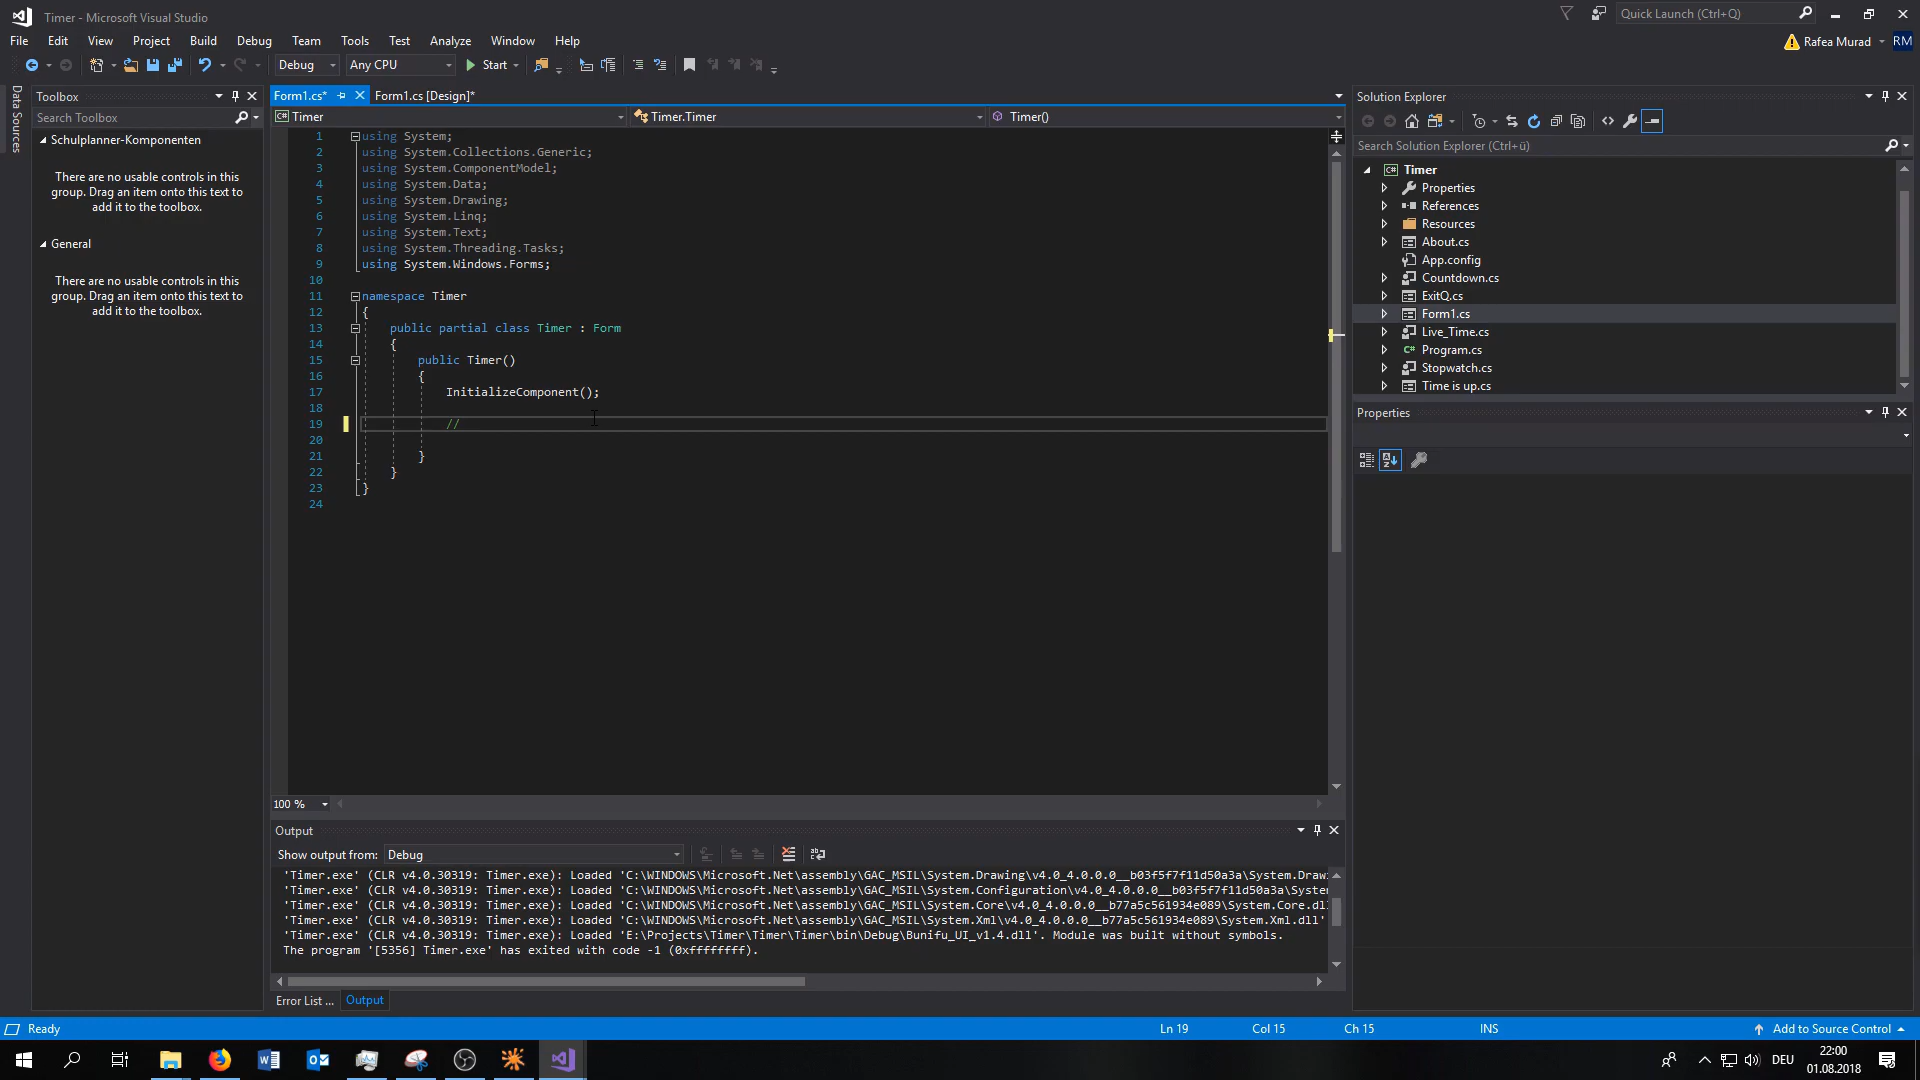 Timer - Microsoft Visual Studio
Quick Launch (Ctrl+Q)
File Edit View Project Build Debug Team Tools Test Analyze Window Help
Rafea Murad RM
Debug Any CPU Start
Data Sources
Toolbox
Search Toolbox
Schulplanner-Komponenten
There are no usable controls in this
group. Drag an item onto this text to
add it to the toolbox.
General
There are no usable controls in this
group. Drag an item onto this text to
add it to the toolbox.
Form1.cs* Form1.cs [Design]*
Timer Timer.Timer Timer()
1 using System;
2 using System.Collections.Generic;
3 using System.ComponentModel;
4 using System.Data;
5 using System.Drawing;
6 using System.Linq;
7 using System.Text;
8 using System.Threading.Tasks;
9 using System.Windows.Forms;
10
11 namespace Timer
12 {
13 public partial class Timer : Form
14 {
15 public Timer()
16 {
17 InitializeComponent();
18
19 //
20
21 }
22 }
23 }
24
100 %
Output
Show output from: Debug
'Timer.exe' (CLR v4.0.30319: Timer.exe): Loaded 'C:\WINDOWS\Microsoft.Net\assembly\GAC_MSIL\System.Drawing\v4.0_4.0.0.0__b03f5f7f11d50a3a\System.Draw
'Timer.exe' (CLR v4.0.30319: Timer.exe): Loaded 'C:\WINDOWS\Microsoft.Net\assembly\GAC_MSIL\System.Configuration\v4.0_4.0.0.0__b03f5f7f11d50a3a\System
'Timer.exe' (CLR v4.0.30319: Timer.exe): Loaded 'C:\WINDOWS\Microsoft.Net\assembly\GAC_MSIL\System.Core\v4.0_4.0.0.0__b77a5c561934e089\System.Core.dl
'Timer.exe' (CLR v4.0.30319: Timer.exe): Loaded 'C:\WINDOWS\Microsoft.Net\assembly\GAC_MSIL\System.Xml\v4.0_4.0.0.0__b77a5c561934e089\System.Xml.dll'
'Timer.exe' (CLR v4.0.30319: Timer.exe): Loaded 'E:\Projects\Timer\Timer\Timer\bin\Debug\Bunifu_UI_v1.4.dll'. Module was built without symbols.
The program '[5356] Timer.exe' has exited with code -1 (0xffffffff).
Error List ... Output
Solution Explorer
Search Solution Explorer (Ctrl+ü)
C# Timer
Properties
References
Resources
About.cs
App.config
Countdown.cs
ExitQ.cs
Form1.cs
Live_Time.cs
C# Program.cs
Stopwatch.cs
Time is up.cs
Properties
Ready Ln 19 Col 15 Ch 15 INS Add to Source Control
DEU 22:00
01.08.2018